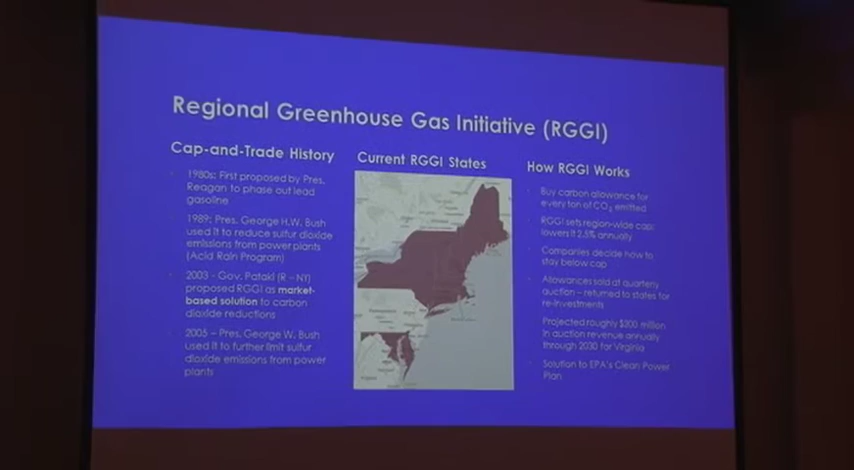 Regional Greenhouse Gas Initiative (RGGI)
Cap-and-Trade History
1980s: First proposed by Pres.
Reagan to phase out lead
gasoline
1989: Pres. George H.W. Bush
used it to reduce sulfur dioxide
emissions from power plants
(Acid Rain Program)
2003 - Gov. Pataki (R – NY)
proposed RGGI as market-
based solution to carbon
dioxide reductions
2005 – Pres. George W. Bush
used it to further limit sulfur
dioxide emissions from power
plants
Current RGGI States
How RGGI Works
Buy carbon allowance for
every ton of CO₂ emitted
RGGI sets region-wide cap;
lowers it 2.5% annually
Companies decide how to
stay below cap
Allowances sold at quarterly
auction – returned to states for
re-investments
Projected roughly $200 million
in auction revenue annually
through 2030 for Virginia
Solution to EPA's Clean Power
Plan